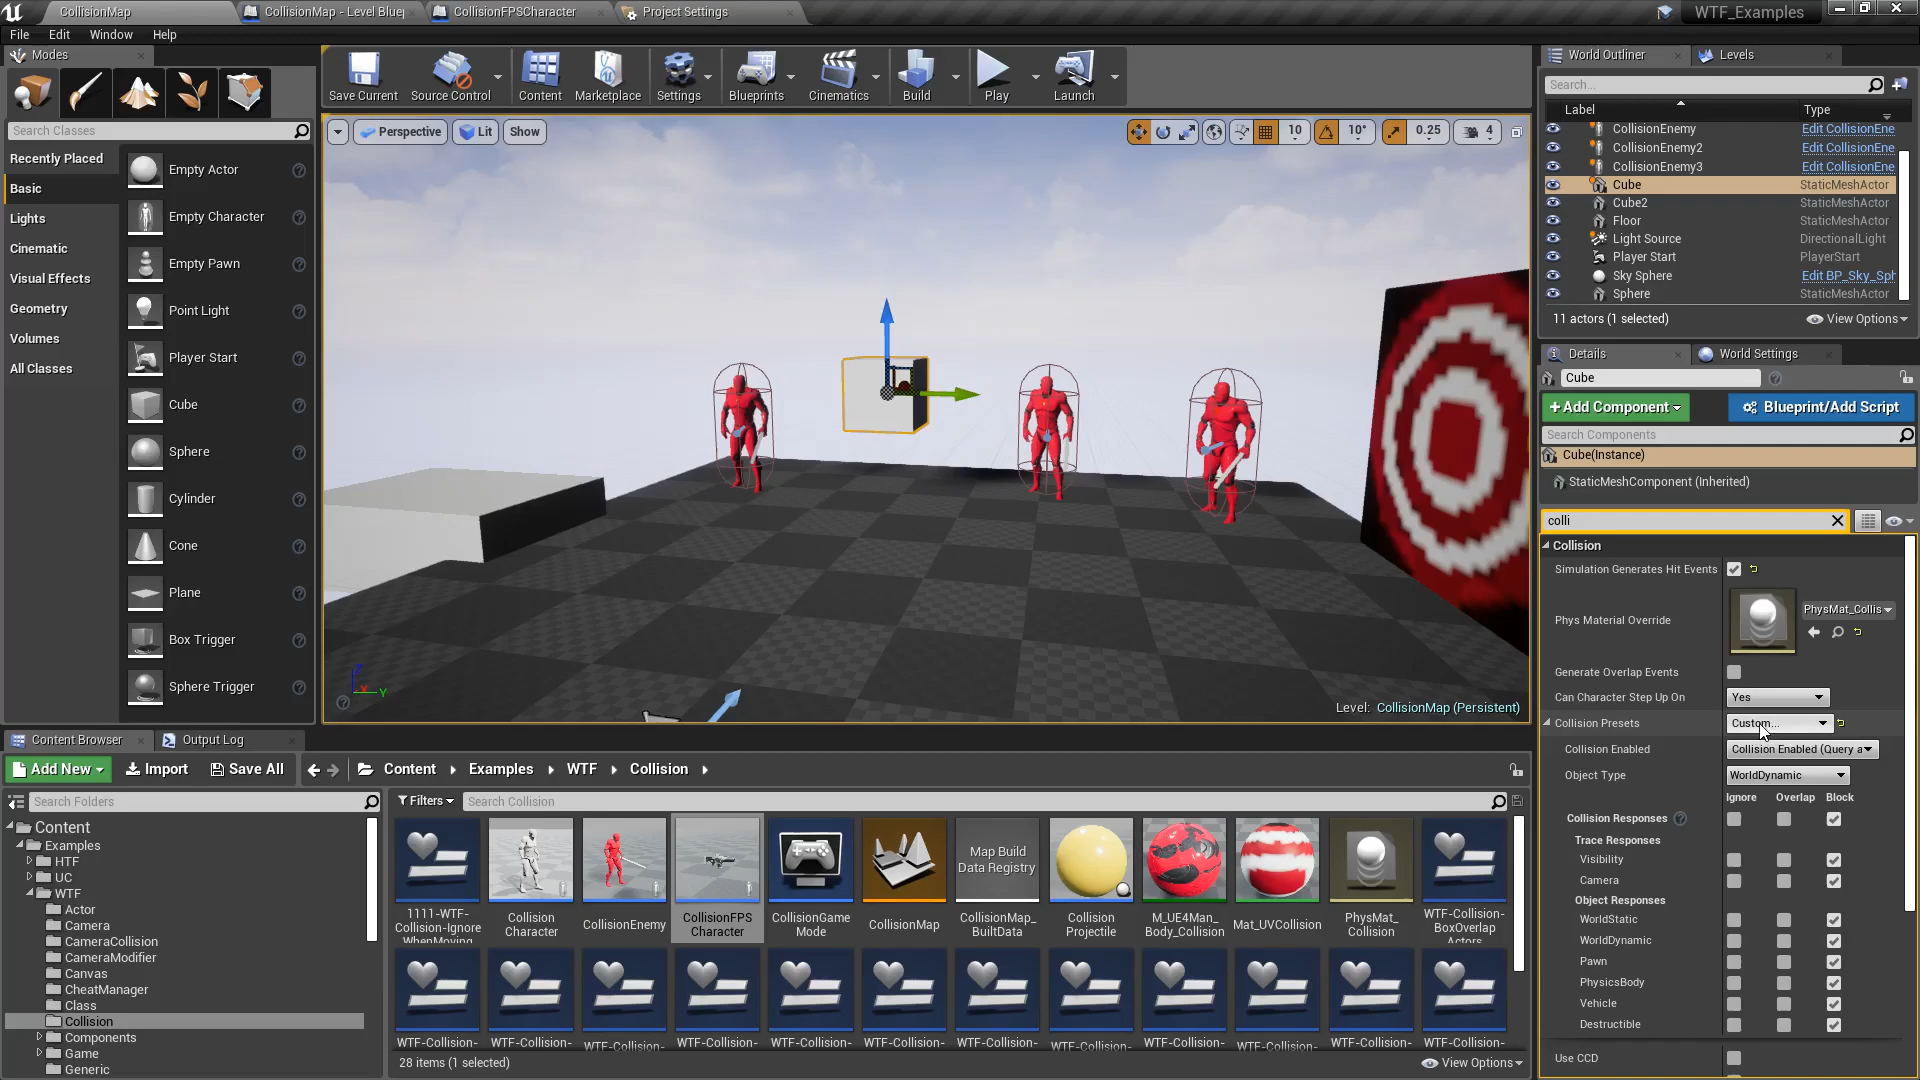 CollisionMap
CollisionMap - Level Bluep
CollisionFPSCharacter
Project Settings
WTF_Examples
File Edit Window Help
Modes
Save Current
Source Control
Content
Marketplace
Settings
Blueprints
Cinematics
Build
Play
Launch
Search Classes
Recently Placed
Basic
Lights
Cinematic
Visual Effects
Geometry
Volumes
All Classes
Empty Actor
Empty Character
Empty Pawn
Point Light
Player Start
Cube
Sphere
Cylinder
Cone
Plane
Box Trigger
Sphere Trigger
Perspective
Lit
Show
10
10°
0.25
4
Z
X
Y
Level: CollisionMap (Persistent)
World Outliner
Levels
Search...
Label Type
CollisionEnemy Edit CollisionEne
CollisionEnemy2 Edit CollisionEne
CollisionEnemy3 Edit CollisionEne
Cube StaticMeshActor
Cube2 StaticMeshActor
Floor StaticMeshActor
Light Source DirectionalLight
Player Start PlayerStart
Sky Sphere Edit BP_Sky_Sph
Sphere StaticMeshActor
11 actors (1 selected)
View Options
Details
World Settings
Cube
+Add Component
Blueprint/Add Script
Search Components
Cube(Instance)
StaticMeshComponent (Inherited)
colli
Collision
Simulation Generates Hit Events
Phys Material Override
PhysMat_Collis
Generate Overlap Events
Can Character Step Up On Yes
Collision Presets Custom...
Collision Enabled Collision Enabled (Query a
Object Type WorldDynamic
Ignore Overlap Block
Collision Responses
Trace Responses
Visibility
Camera
Object Responses
WorldStatic
WorldDynamic
Pawn
PhysicsBody
Vehicle
Destructible
Use CCD
Content Browser
Output Log
Add New
Import
Save All
Content
Examples
WTF
Collision
Search Folders
Content
Examples
HTF
UC
WTF
Actor
Camera
CameraCollision
CameraModifier
Canvas
CheatManager
Class
Collision
Components
Game
Generic
Filters
Search Collision
1111-WTF-
Collision-Ignore
WhenMoving
Collision
Character
CollisionEnemy
CollisionFPS
Character
CollisionGame
Mode
CollisionMap
Map Build
Data Registry
CollisionMap_
BuiltData
Collision
Projectile
M_UE4Man_
Body_Collision
Mat_UVCollision
PhysMat_
Collision
WTF-Collision-
BoxOverlap
Actors
WTF-Collision-
WTF-Collision-
WTF-Collision-
WTF-Collision-
WTF-Collision-
WTF-Collision-
WTF-Collision-
WTF-Collision-
WTF-Collision-
WTF-Collision-
WTF-Collision-
WTF-Collision-
28 items (1 selected)
View Options